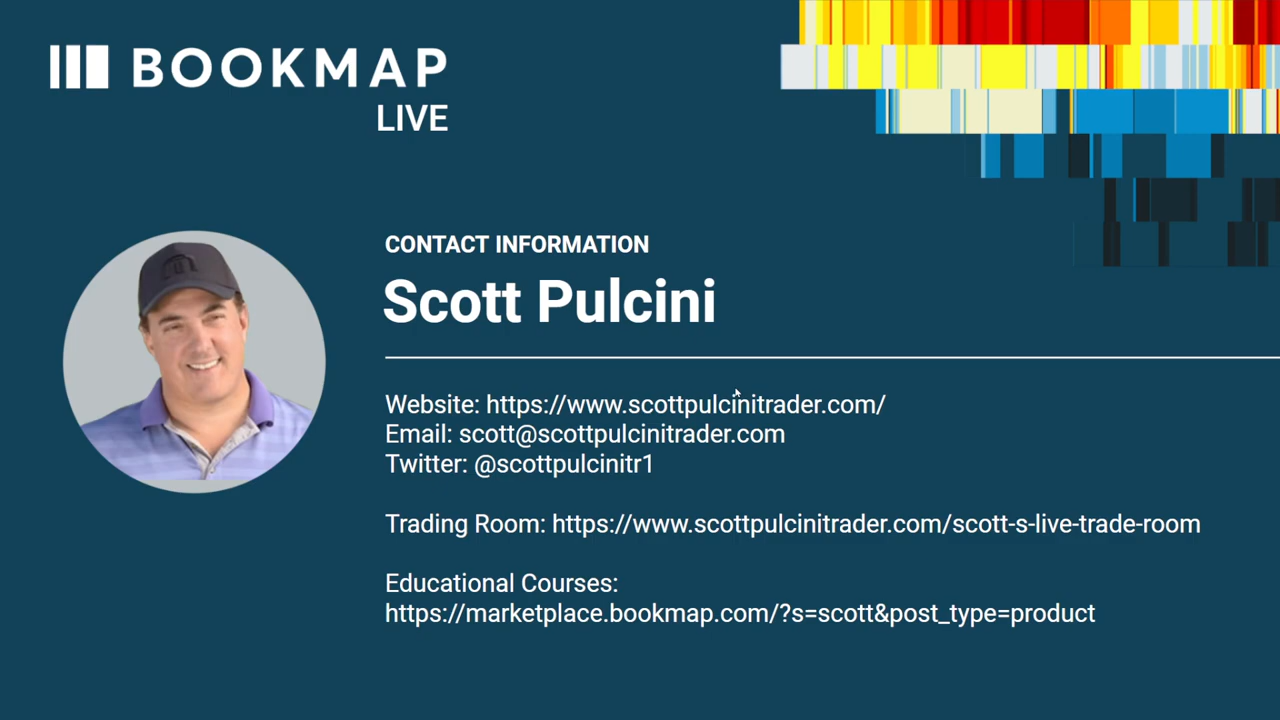 BOOKMAP
LIVE
CONTACT INFORMATION
Scott Pulcini
Website: https://www.scottpulcinitrader.com/
Email: scott@scottpulcinitrader.com
Twitter: @scottpulcinitr1
Trading Room: https://www.scottpulcinitrader.com/scott-s-live-trade-room
Educational Courses:
https://marketplace.bookmap.com/?s=scott&post_type=product